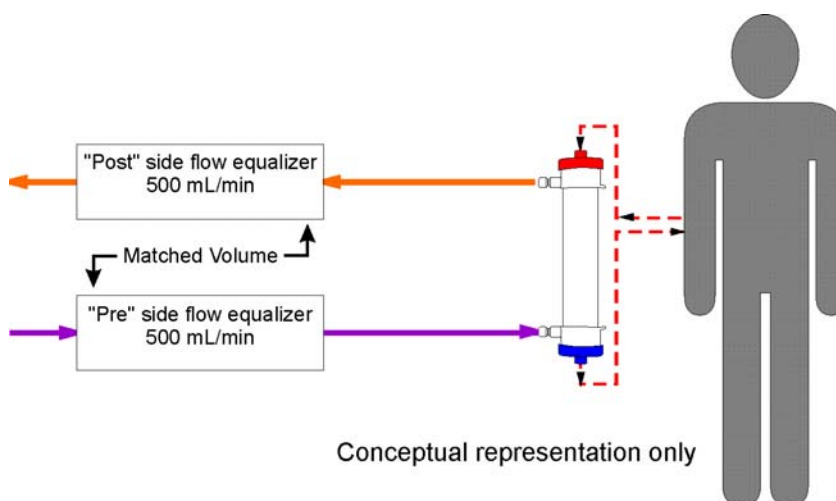 "Post" side flow equalizer
500 mL/min
Matched Volume
"Pre" side flow equalizer
500 mL/min
Conceptual representation only